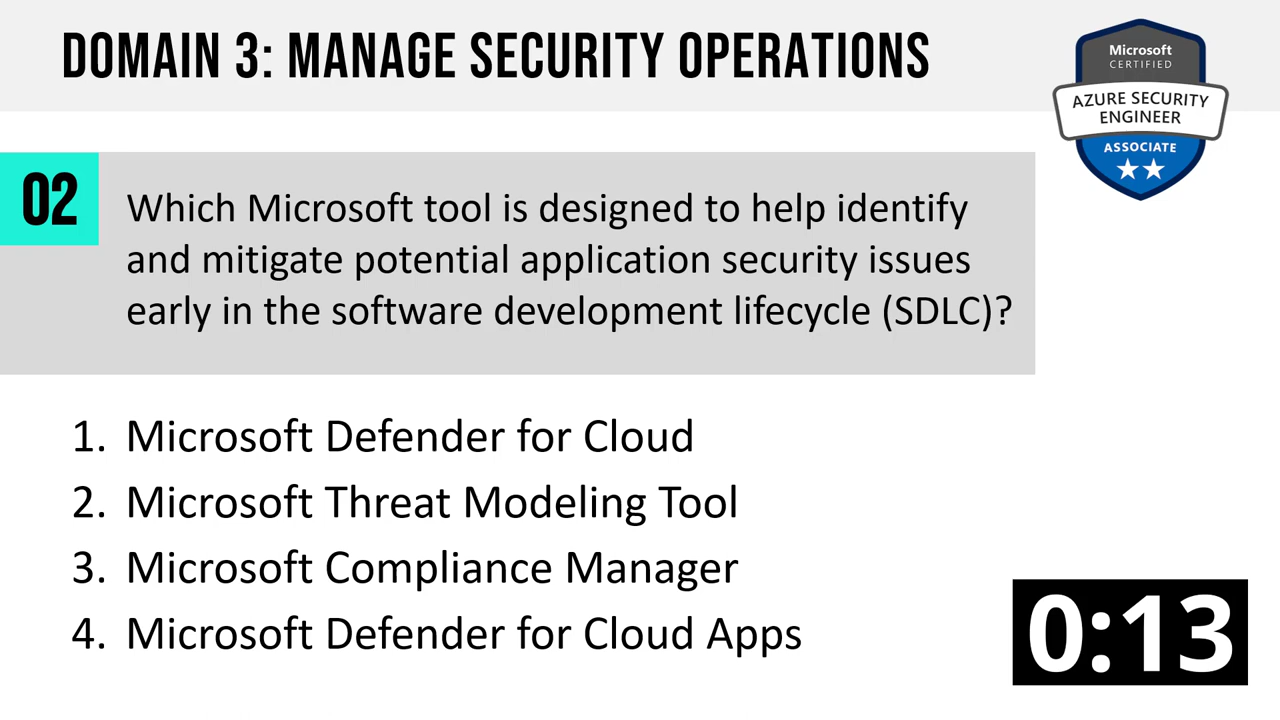 DOMAIN 3: MANAGE SECURITY OPERATIONS
Microsoft
CERTIFIED
AZURE SECURITY
ENGINEER
ASSOCIATE
02
Which Microsoft tool is designed to help identify
and mitigate potential application security issues
early in the software development lifecycle (SDLC)?
1. Microsoft Defender for Cloud
2. Microsoft Threat Modeling Tool
3. Microsoft Compliance Manager
4. Microsoft Defender for Cloud Apps
0:13